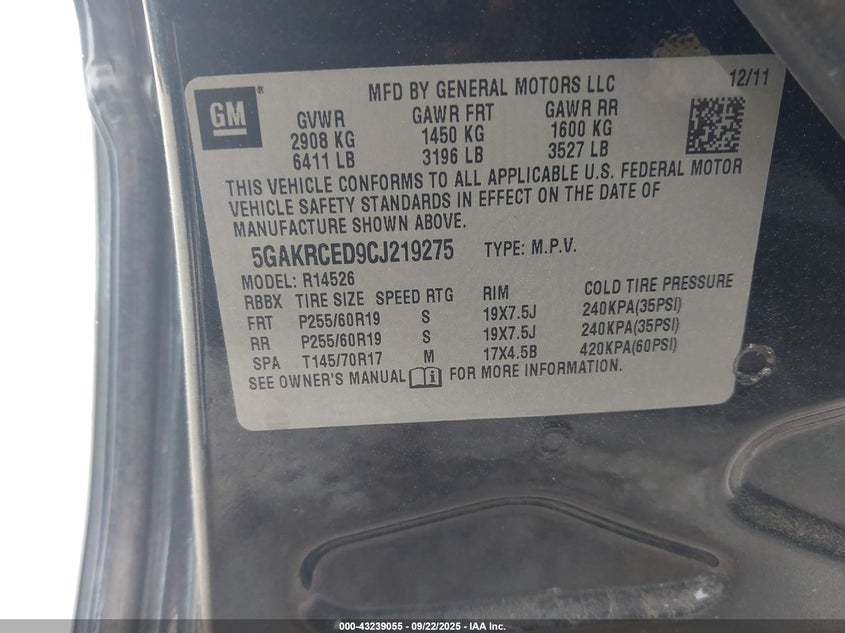 GM®
MFD BY GENERAL MOTORS LLC 12/11
GVWR GAWR FRT GAWR RR
2908 KG 1450 KG 1600 KG
6411 LB 3196 LB 3527 LB
THIS VEHICLE CONFORMS TO ALL APPLICABLE U.S. FEDERAL MOTOR
VEHICLE SAFETY STANDARDS IN EFFECT ON THE DATE OF
MANUFACTURE SHOWN ABOVE.
5GAKRCED9CJ219275 TYPE: M.P.V.
MODEL: R14526
RBBX TIRE SIZE SPEED RTG RIM COLD TIRE PRESSURE
FRT P255/60R19 S 19X7.5J 240KPA(35PSI)
RR P255/60R19 S 19X7.5J 240KPA(35PSI)
SPA T145/70R17 M 17X4.5B 420KPA(60PSI)
SEE OWNER'S MANUAL FOR MORE INFORMATION.
000-43239055 - 09/22/2025 - IAA Inc.